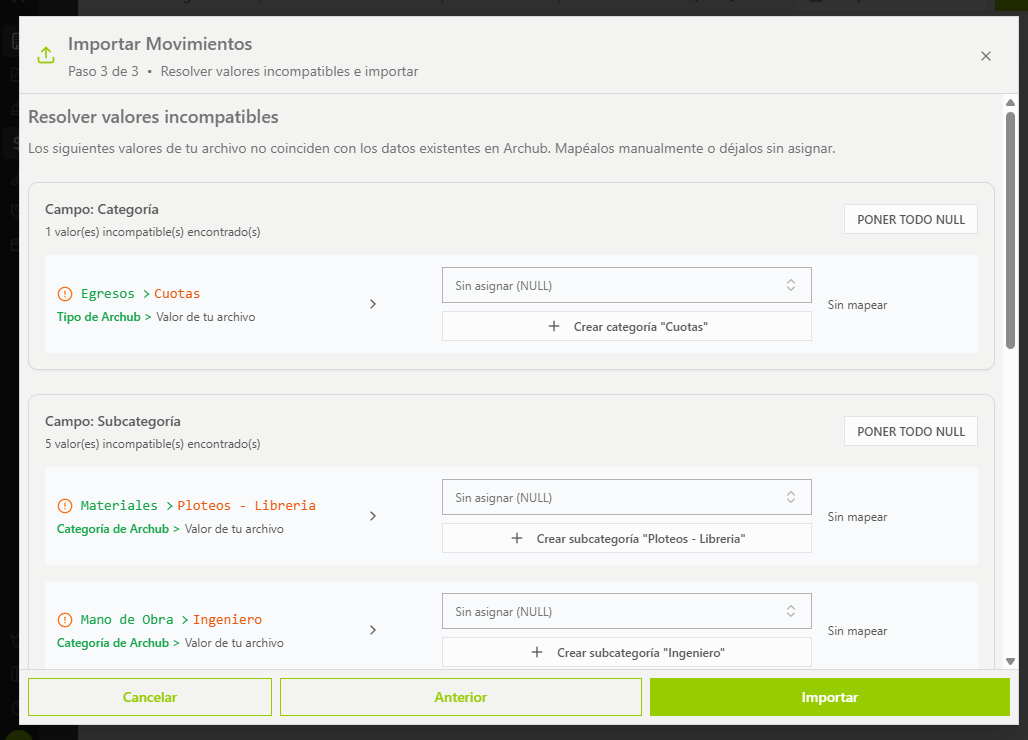 Importar Movimientos
Paso 3 de 3 • Resolver valores incompatibles e importar
Resolver valores incompatibles
Los siguientes valores de tu archivo no coinciden con los datos existentes en Archub. Mapéalos manualmente o déjalos sin asignar.
Campo: Categoría
1 valor(es) incompatible(s) encontrado(s)
PONER TODO NULL
Egresos > Cuotas
Tipo de Archub > Valor de tu archivo
Sin asignar (NULL)
+ Crear categoría "Cuotas"
Sin mapear
Campo: Subcategoría
5 valor(es) incompatible(s) encontrado(s)
PONER TODO NULL
Materiales > Ploteos - Libreria
Categoría de Archub > Valor de tu archivo
Sin asignar (NULL)
+ Crear subcategoría "Ploteos - Libreria"
Sin mapear
Mano de Obra > Ingeniero
Categoría de Archub > Valor de tu archivo
Sin asignar (NULL)
+ Crear subcategoría "Ingeniero"
Sin mapear
Cancelar
Anterior
Importar